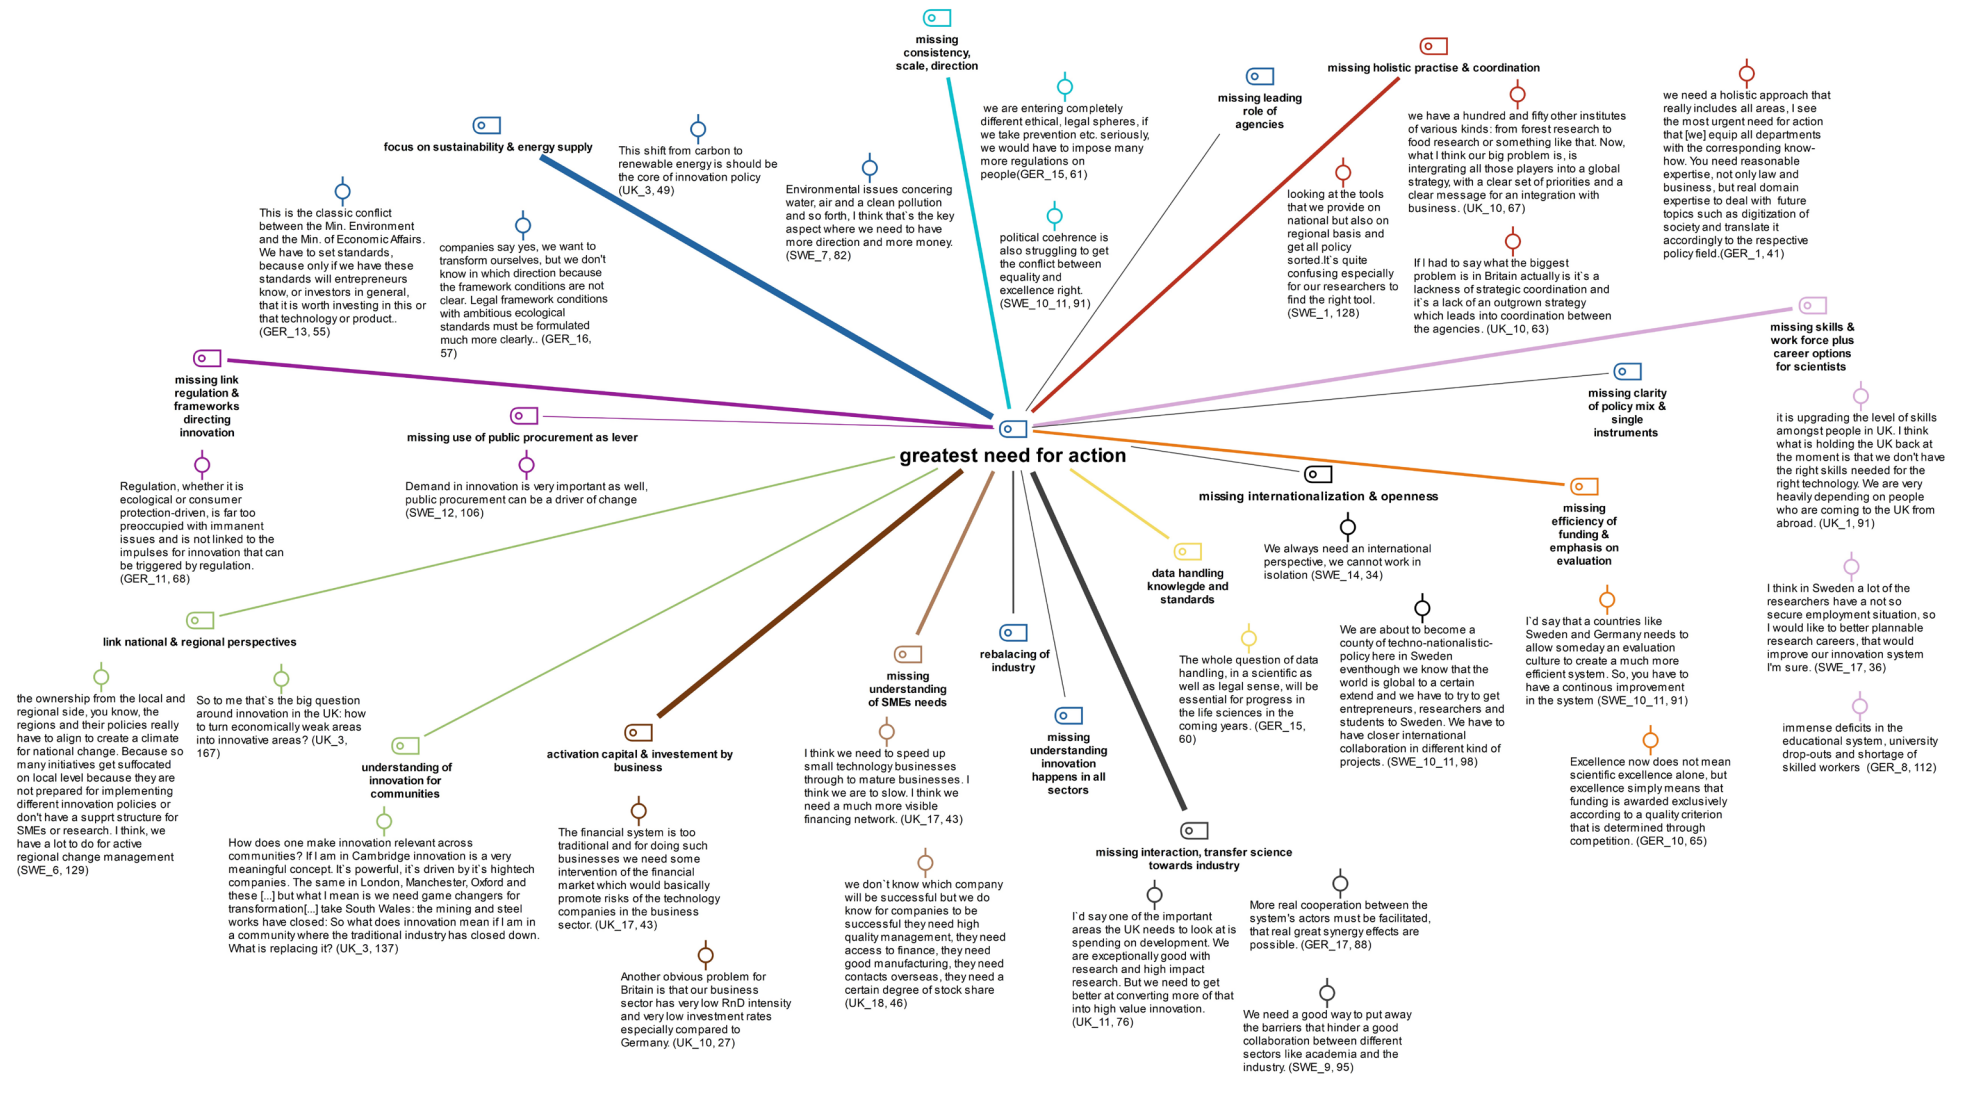 missing
consistency,
scale, direction
we are entering completely
different ethical, legal spheres, if
we take prevention etc. seriously,
we would have to impose many
more regulations on
people(GER_15, 61)
political coehrence is
also struggling to get
the conflict between
equality and
excellence right.
(SWE_10_11, 91)
missing leading
role of
agencies
missing holistic practise & coordination
looking at the tools
that we provide on
national but also on
regional basis and
get all policy
sorted.It`s quite
confusing especially
for our researchers to
find the right tool.
(SWE_1, 128)
we have a hundred and fifty other institutes
of various kinds: from forest research to
food research or something like that. Now,
what I think our big problem is, is
intergrating all those players into a global
strategy, with a clear set of priorities and a
clear message for an integration with
business. (UK_10, 67)
If I had to say what the biggest
problem is in Britain actually is it`s a
lackness of strategic coordination and
it`s a lack of an outgrown strategy
which leads into coordination between
the agencies. (UK_10, 63)
we need a holistic approach that
really includes all areas, I see
the most urgent need for action
that [we] equip all departments
with the corresponding know-
how. You need reasonable
expertise, not only law and
business, but real domain
expertise to deal with future
topics such as digitization of
society and translate it
accordingly to the respective
policy field.(GER_1, 41)
focus on sustainability & energy supply
This is the classic conflict
between the Min. Environment
and the Min. of Economic Affairs.
We have to set standards,
because only if we have these
standards will entrepreneurs
know, or investors in general,
that it is worth investing in this or
that technology or product..
(GER_13, 55)
companies say yes, we want to
transform ourselves, but we don't
know in which direction because
the framework conditions are not
clear. Legal framework conditions
with ambitious ecological
standards must be formulated
much more clearly.. (GER_16,
57)
This shift from carbon to
renewable energy is should be
the core of innovation policy
(UK_3, 49)
Environmental issues concering
water, air and a clean pollution
and so forth, I think that`s the key
aspect where we need to have
more direction and more money.
(SWE_7, 82)
missing skills &
work force plus
career options
for scientists
it is upgrading the level of skills
amongst people in UK. I think
what is holding the UK back at
the moment is that we don't have
the right skills needed for the
right technology. We are very
heavily depending on people
who are coming to the UK from
abroad. (UK_1, 91)
I think in Sweden a lot of the
researchers have a not so
secure employment situation, so
I would like to better plannable
research careers, that would
improve our innovation system
I'm sure. (SWE_17, 36)
immense deficits in the
educational system, university
drop-outs and shortage of
skilled workers (GER_8, 112)
missing clarity
of policy mix &
single
instruments
missing link
regulation &
frameworks
directing
innovation
Regulation, whether it is
ecological or consumer
protection-driven, is far too
preoccupied with immanent
issues and is not linked to the
impulses for innovation that can
be triggered by regulation.
(GER_11, 68)
missing use of public procurement as lever
Demand in innovation is very important as well,
public procurement can be a driver of change
(SWE_12, 106)
greatest need for action
missing internationalization & openness
We always need an international
perspective, we cannot work in
isolation (SWE_14, 34)
We are about to become a
county of techno-nationalistic-
policy here in Sweden
eventhough we know that the
world is global to a certain
extend and we have to try to get
entrepreneurs, researchers and
students to Sweden. We have to
have closer international
collaboration in different kind of
projects. (SWE_10_11, 98)
missing
efficiency of
funding &
emphasis on
evaluation
I`d say that a countries like
Sweden and Germany needs to
allow someday an evaluation
culture to create a much more
efficient system. So, you have to
have a continous improvement
in the system (SWE_10_11, 91)
Excellence now does not mean
scientific excellence alone, but
excellence simply means that
funding is awarded exclusively
according to a quality criterion
that is determined through
competition. (GER_10, 65)
data handling
knowlegde and
standards
The whole question of data
handling, in a scientific as
well as legal sense, will be
essential for progress in
the life sciences in the
coming years. (GER_15,
60)
link national & regional perspectives
the ownership from the local and
regional side, you know, the
regions and their policies really
have to align to create a climate
for national change. Because so
many initiatives get suffocated
on local level because they are
not prepared for implementing
different innovation policies or
don't have a supprt structure for
SMEs or research. I think, we
have a lot to do for active
regional change management
(SWE_6, 129)
So to me that`s the big question
around innovation in the UK: how
to turn economically weak areas
into innovative areas? (UK_3,
167)
understanding of
innovation for
communities
How does one make innovation relevant across
communities? If I am in Cambridge innovation is a very
meaningful concept. It`s powerful, it`s driven by it`s hightech
companies. The same in London, Manchester, Oxford and
these [...] but what I mean is we need game changers for
transformation[...] take South Wales: the mining and steel
works have closed: So what does innovation mean if I am in
a community where the traditional industry has closed down.
What is replacing it? (UK_3, 137)
activation capital & investement by
business
The financial system is too
traditional and for doing such
businesses we need some
intervention of the financial
market which would basically
promote risks of the technology
companies in the business
sector. (UK_17, 43)
Another obvious problem for
Britain is that our business
sector has very low RnD intensity
and very low investment rates
especially compared to
Germany. (UK_10, 27)
missing
understanding
of SMEs needs
I think we need to speed up
small technology businesses
through to mature businesses. I
think we are to slow. I think we
need a much more visible
financing network. (UK_17, 43)
we don`t know which company
will be successful but we do
know for companies to be
successful they need high
quality management, they need
access to finance, they need
good manufacturing, they need
contacts overseas, they need a
certain degree of stock share
(UK_18, 46)
rebalacing of
industry
missing
understanding
innovation
happens in all
sectors
missing interaction, transfer science
towards industry
I`d say one of the important
areas the UK needs to look at is
spending on development. We
are exceptionally good with
research and high impact
research. But we need to get
better at converting more of that
into high value innovation.
(UK_11, 76)
More real cooperation between the
system's actors must be facilitated,
that real great synergy effects are
possible. (GER_17, 88)
We need a good way to put away
the barriers that hinder a good
collaboration between different
sectors like academia and the
industry. (SWE_9, 95)